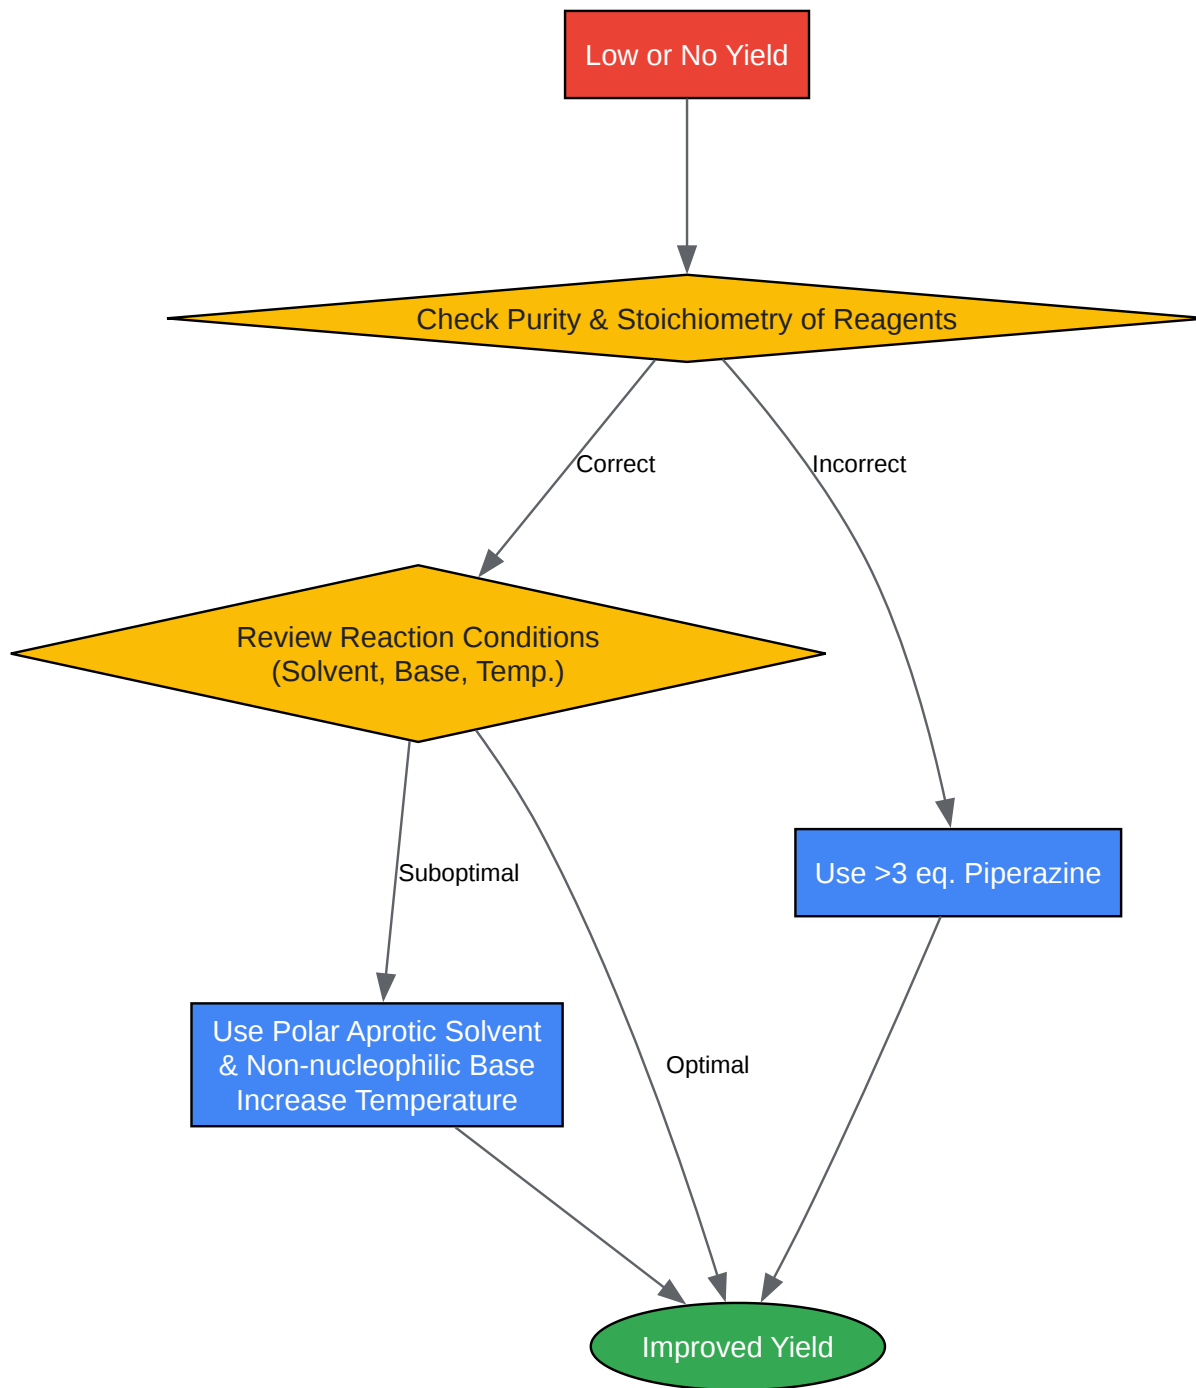 Low or No Yield
Check Purity & Stoichiometry of Reagents
Correct
Incorrect
Review Reaction Conditions
(Solvent, Base, Temp.)
Suboptimal
Use >3 eq. Piperazine
Use Polar Aprotic Solvent
& Non-nucleophilic Base
Increase Temperature
Optimal
Improved Yield